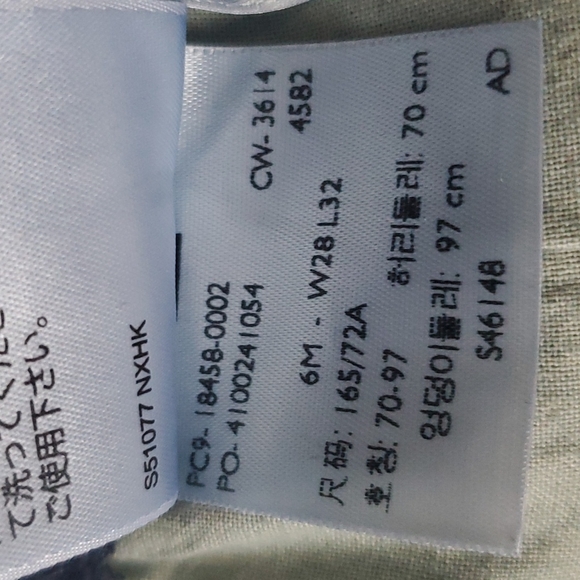 て洗ってくだ
ご使用下さい。
S51077 NXHK
PC9-18458-0002 CW-3614
PO-4100241054 4582
6M - W28 L32
尺码: 165/72A
호칭: 70-97 허리둘레: 70 cm
엉덩이둘레: 97 cm
S46148 AD